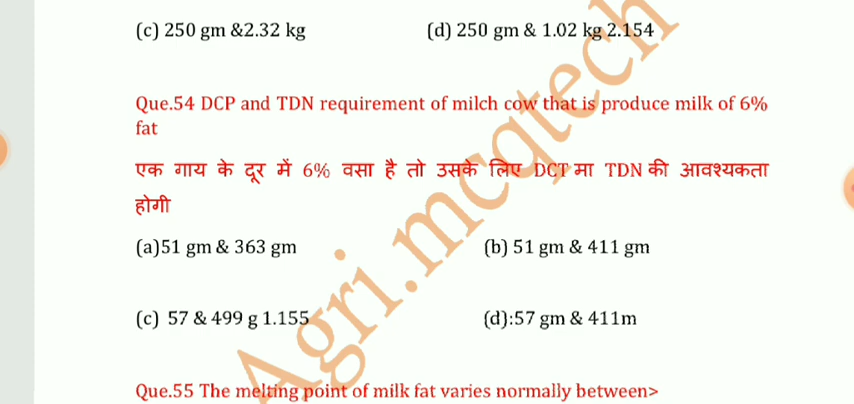 (c) 250 gm &2.32 kg (d) 250 gm & 1.02 kg 2.154
Que.54 DCP and TDN requirement of milch cow that is produce milk of 6%
fat
एक गाय के दूर में 6% वसा है तो उसके लिए DCT मा TDN की आवश्यकता
होगी
(a)51 gm & 363 gm (b) 51 gm & 411 gm
(c) 57 & 499 g 1.155 (d):57 gm & 411m
Que.55 The melting point of milk fat varies normally between>
Agri.mcqtech